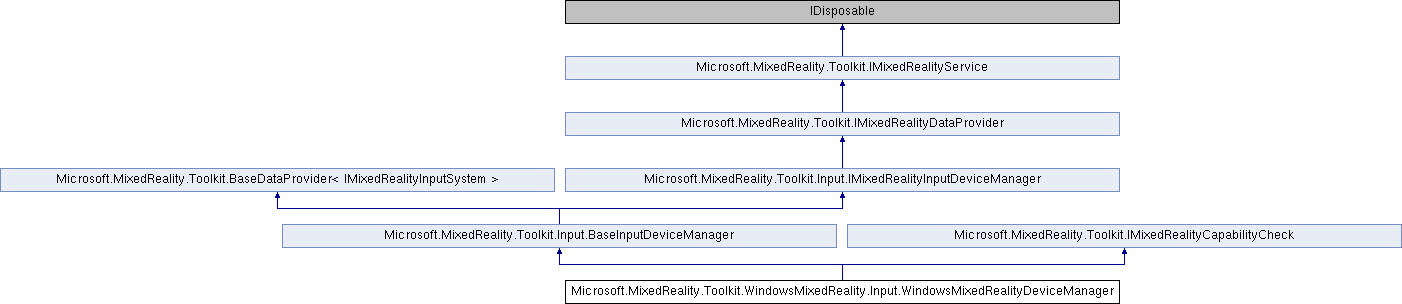 IDisposable
Microsoft.MixedReality.Toolkit.IMixedRealityService
Microsoft.MixedReality.Toolkit.IMixedRealityDataProvider
Microsoft.MixedReality.Toolkit.BaseDataProvider< IMixedRealityInputSystem >
Microsoft.MixedReality.Toolkit.Input.IMixedRealityInputDeviceManager
Microsoft.MixedReality.Toolkit.Input.BaseInputDeviceManager
Microsoft.MixedReality.Toolkit.IMixedRealityCapabilityCheck
Microsoft.MixedReality.Toolkit.WindowsMixedReality.Input.WindowsMixedRealityDeviceManager